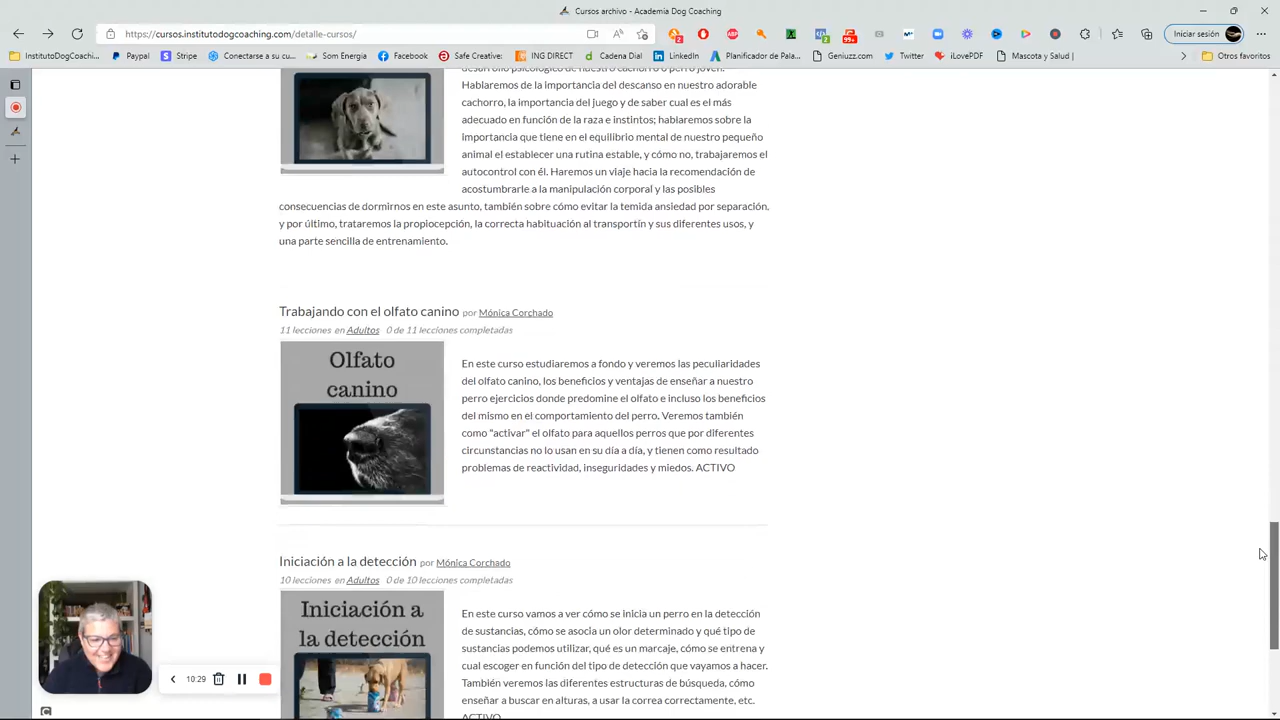 Cursos archivo - Academia Dog Coaching
https://cursos.institutodogcoaching.com/detalle-cursos/
Iniciar sesión
InstitutoDogCoachi...
Paypal
Stripe
Conectarse a su cu...
Som Energia
Facebook
Safe Creative:
ING DIRECT
Cadena Dial
LinkedIn
Planificador de Pala...
Geniuzz.com!
iLovePDF
Mascota y Salud |
Otros favoritos
desarrollo psicológico de nuestro cachorro o perro joven.
Hablaremos de la importancia del descanso en nuestro adorable
cachorro, la importancia del juego y de saber cual es el más
adecuado en función de la raza e instintos; hablaremos sobre la
importancia que tiene en el equilibrio mental de nuestro pequeño
animal el establecer una rutina estable, y cómo no, trabajaremos el
autocontrol con él. Haremos un viaje hacia la recomendación de
acostumbrarle a la manipulación corporal y las posibles
consecuencias de dormirnos en este asunto, también sobre cómo evitar la temida ansiedad por separación.
y por último, trataremos la propiocepción, la correcta habituación al transportín y sus diferentes usos, y
una parte sencilla de entrenamiento.
Trabajando con el olfato canino por Mónica Corchado
11 lecciones en Adultos 0 de 11 lecciones completadas
Olfato
canino
En este curso estudiaremos a fondo y veremos las peculiaridades
del olfato canino, los beneficios y ventajas de enseñar a nuestro
perro ejercicios donde predomine el olfato e incluso los beneficios
del mismo en el comportamiento del perro. Veremos también
como "activar" el olfato para aquellos perros que por diferentes
circunstancias no lo usan en su día a día, y tienen como resultado
problemas de reactividad, inseguridades y miedos. ACTIVO
Iniciación a la detección por Mónica Corchado
10 lecciones en Adultos 0 de 10 lecciones completadas
Iniciación a
la detección
En este curso vamos a ver cómo se inicia un perro en la detección
de sustancias, cómo se asocia un olor determinado y qué tipo de
sustancias podemos utilizar, qué es un marcaje, cómo se entrena y
cual escoger en función del tipo de detección que vayamos a hacer.
También veremos las diferentes estructuras de búsqueda, cómo
enseñar a buscar en alturas, a usar la correa correctamente, etc.
ACTIVO
10:29